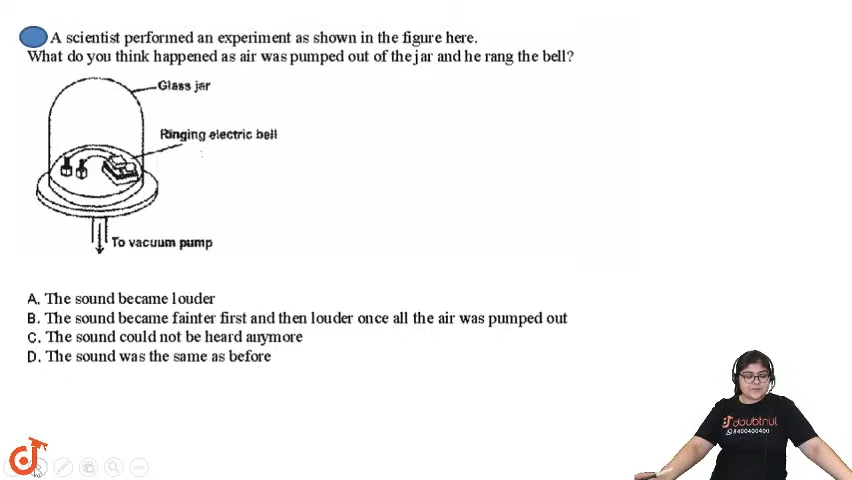 A scientist performed an experiment as shown in the figure here.
What do you think happened as air was pumped out of the jar and he rang the bell?
Glass jar
Ringing electric bell
To vacuum pump
A. The sound became louder
B. The sound became fainter first and then louder once all the air was pumped out
C. The sound could not be heard anymore
D. The sound was the same as before
doubtnut
8400400400